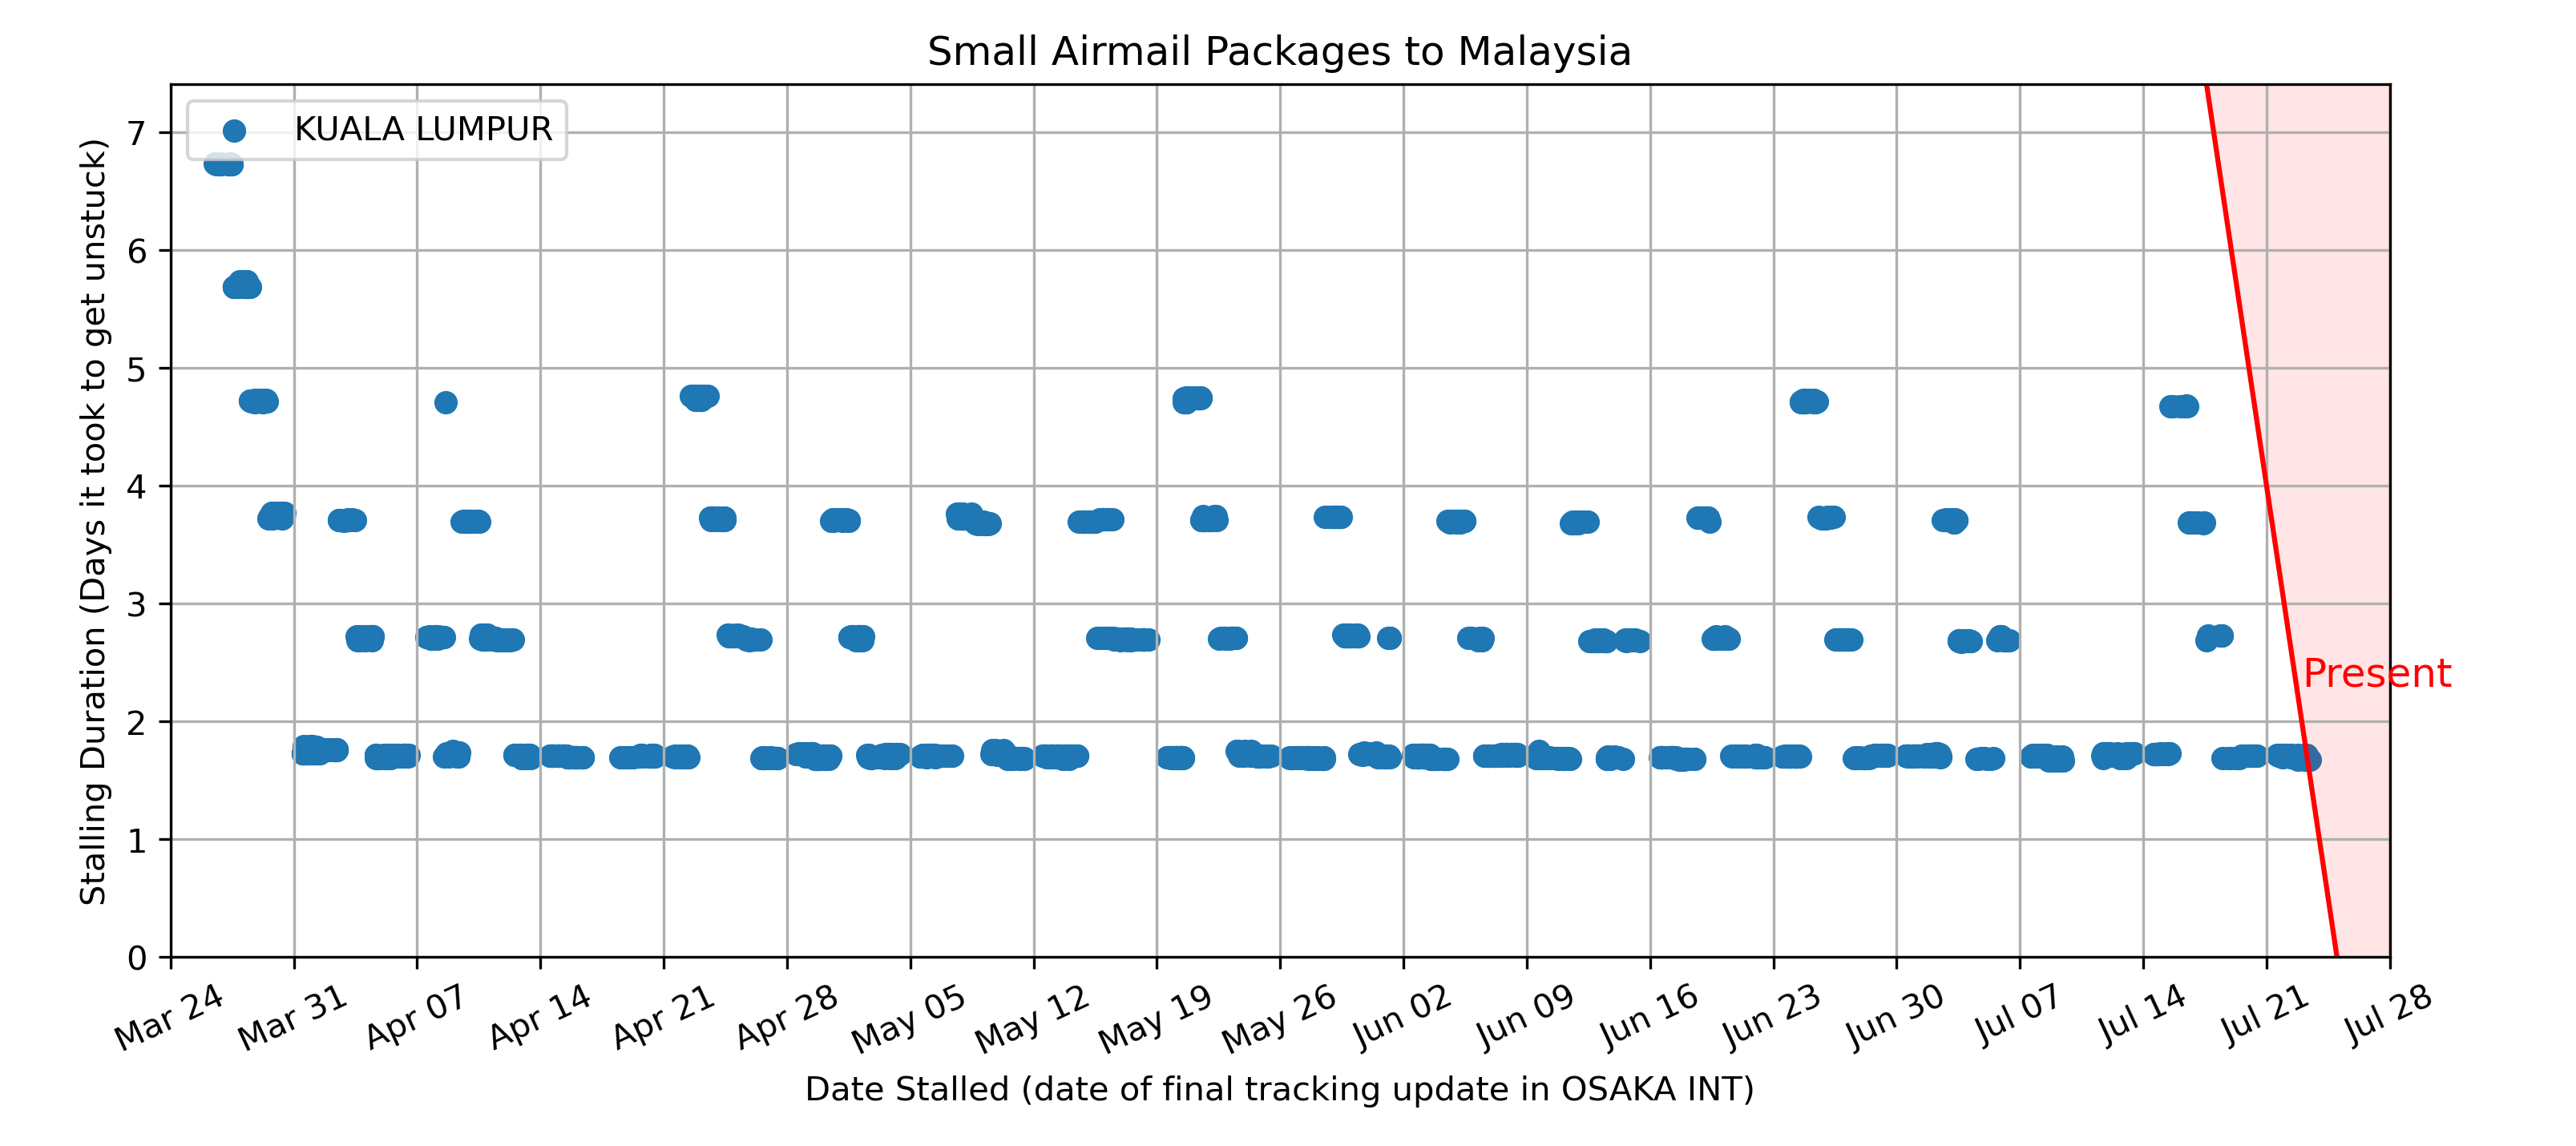 Small Airmail Packages to Malaysia
KUALA LUMPUR
7
6
5
4
3
2
1
0
Stalling Duration (Days it took to get unstuck)
Present
Mar 24 Mar 31 Apr 07 Apr 14 Apr 21 Apr 28 May 05 May 12 May 19 May 26 Jun 02 Jun 09 Jun 16 Jun 23 Jun 30 Jul 07 Jul 14 Jul 21 Jul 28
Date Stalled (date of final tracking update in OSAKA INT)